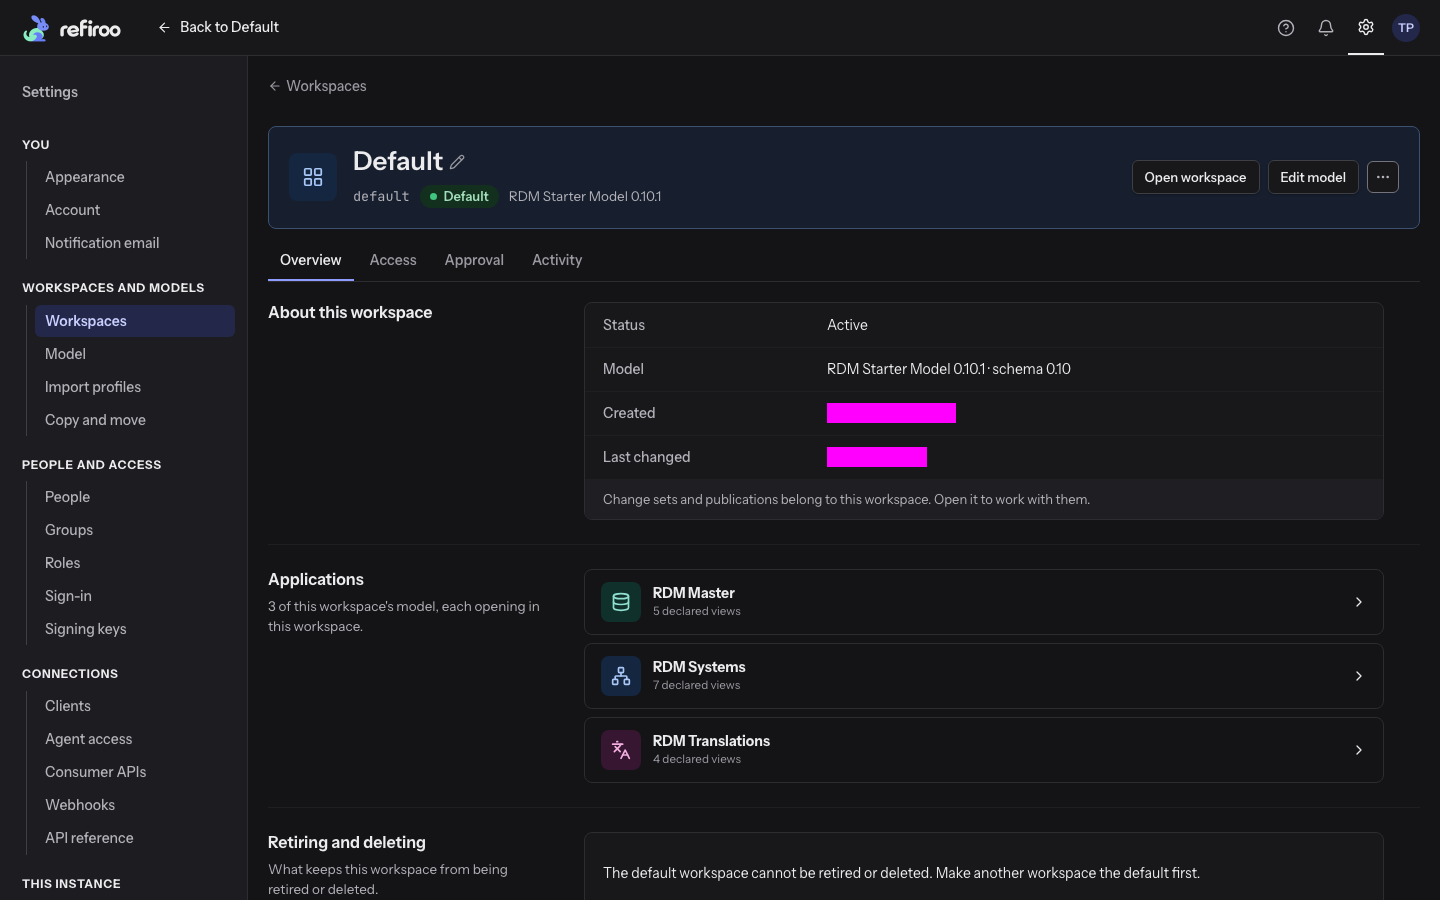 refiroo
Back to Default
TP
Settings
YOU
Appearance
Account
Notification email
WORKSPACES AND MODELS
Workspaces
Model
Import profiles
Copy and move
PEOPLE AND ACCESS
People
Groups
Roles
Sign-in
Signing keys
CONNECTIONS
Clients
Agent access
Consumer APIs
Webhooks
API reference
THIS INSTANCE
Workspaces
Default
default
Default
RDM Starter Model 0.10.1
Open workspace
Edit model
Overview
Access
Approval
Activity
About this workspace
Status
Active
Model
RDM Starter Model 0.10.1 · schema 0.10
Created
Last changed
Change sets and publications belong to this workspace. Open it to work with them.
Applications
3 of this workspace's model, each opening in
this workspace.
RDM Master
5 declared views
RDM Systems
7 declared views
RDM Translations
4 declared views
Retiring and deleting
What keeps this workspace from being
retired or deleted.
The default workspace cannot be retired or deleted. Make another workspace the default first.